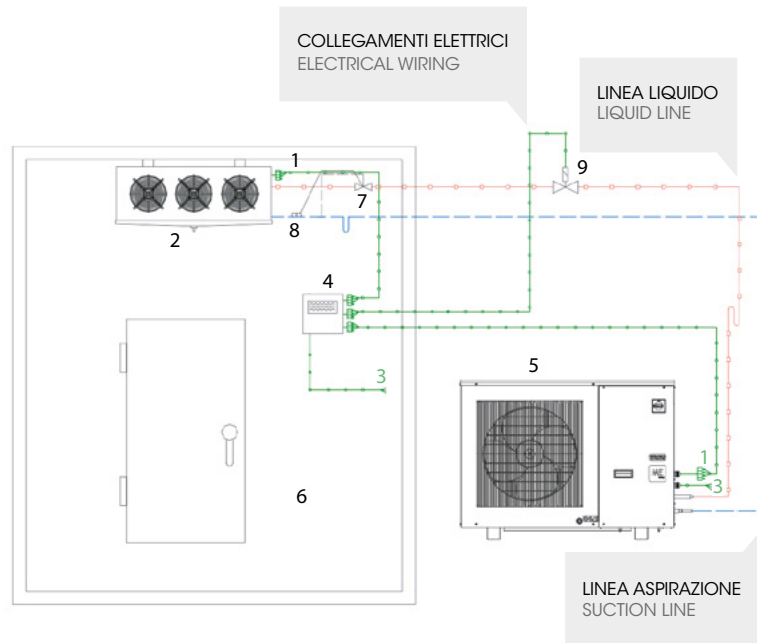 COLLEGAMENTI ELETTRICI
ELECTRICAL WIRING
LINEA LIQUIDO
LIQUID LINE
1
9
7
2
8
4
3
5
1
3
6
LINEA ASPIRAZIONE
SUCTION LINE